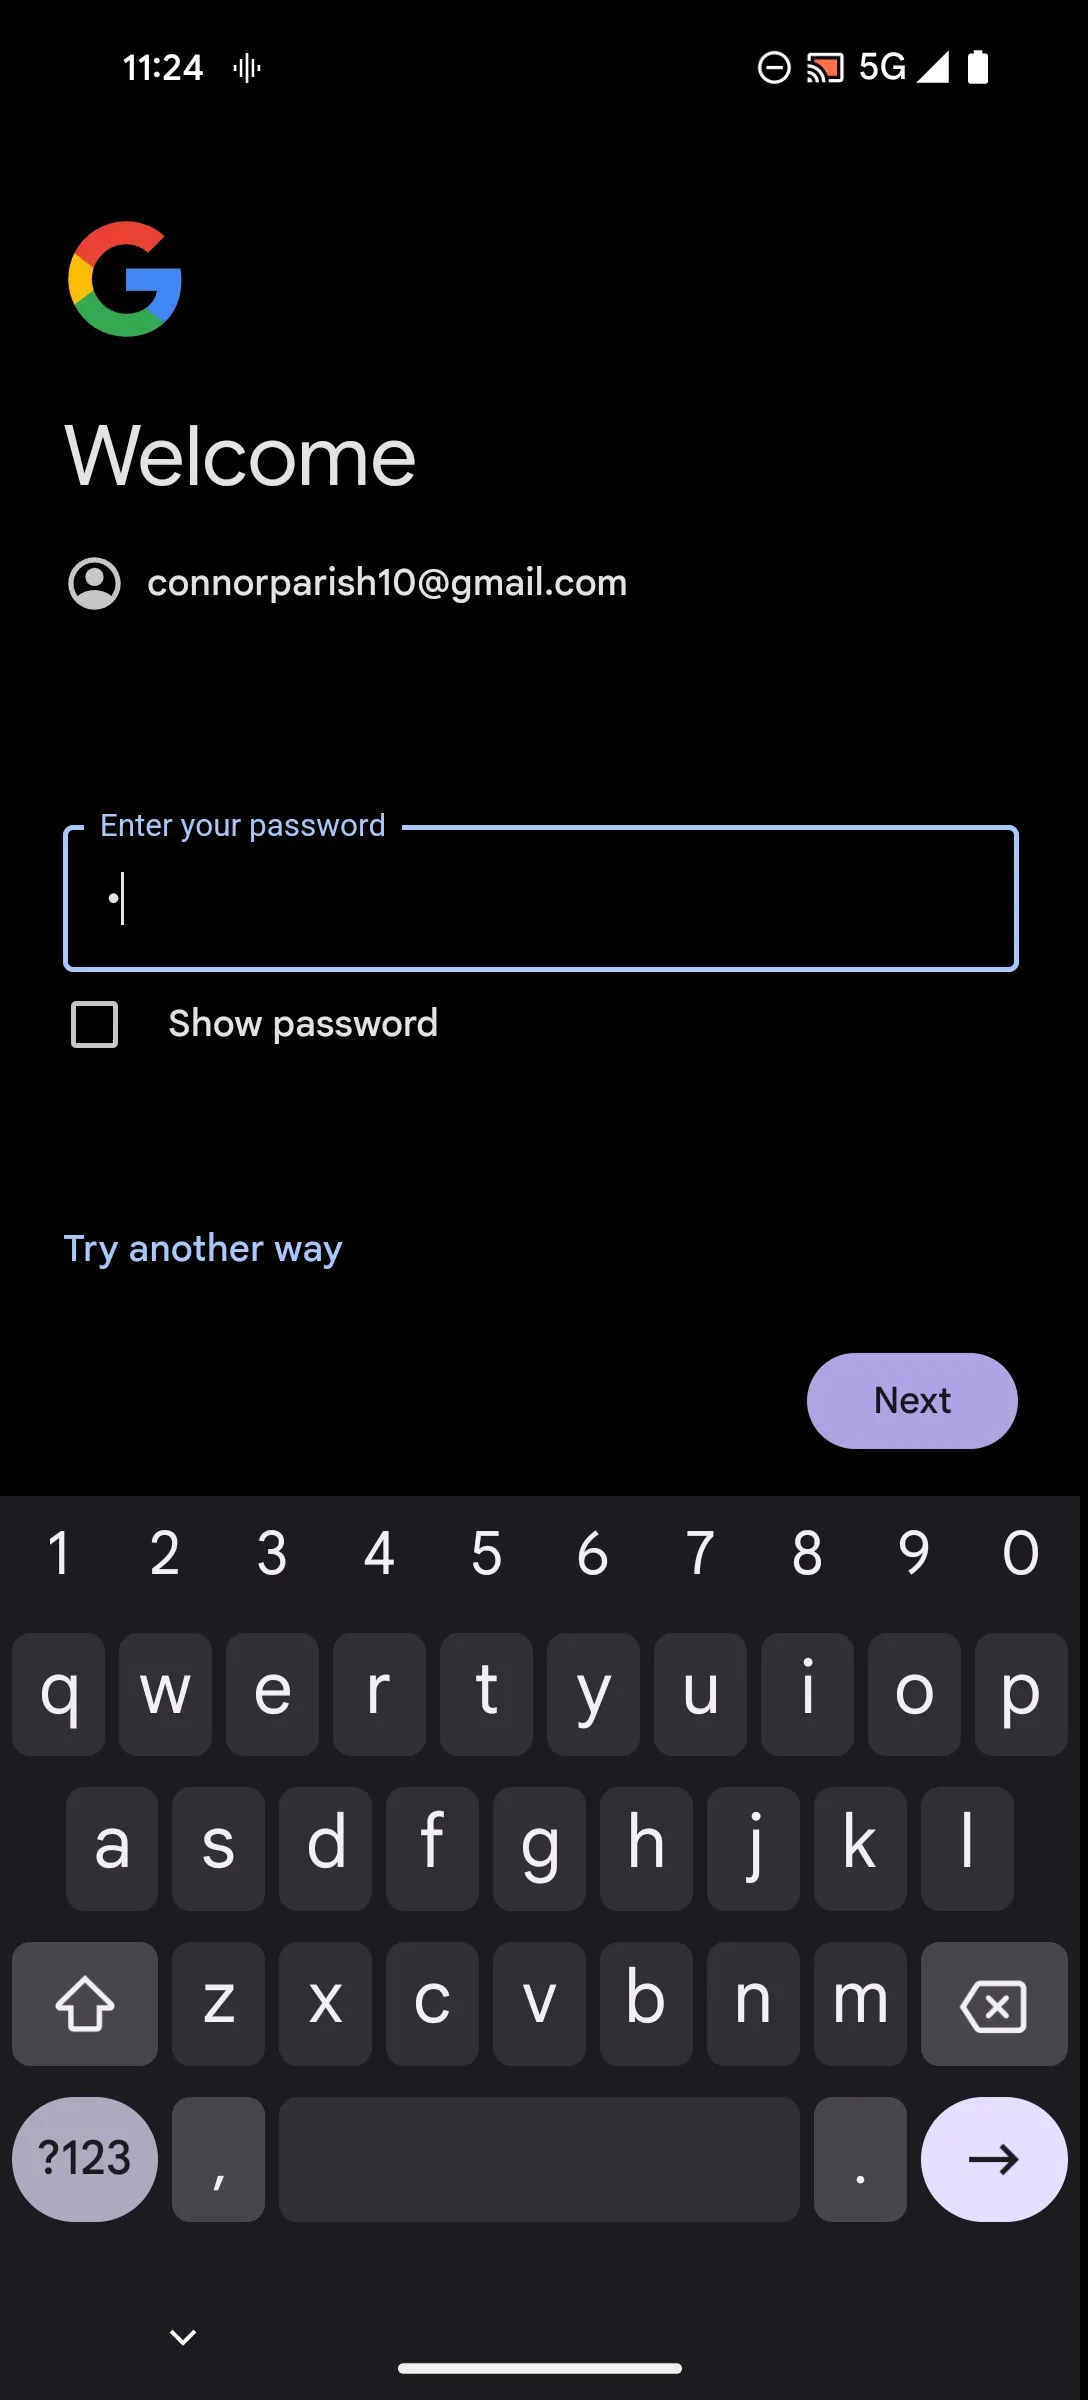 11:24 5G
Welcome
connorparish10@gmail.com
Enter your password
•
Show password
Try another way
Next
1 2 3 4 5 6 7 8 9 0
q w e r t y u i o p
a s d f g h j k l
z x c v b n m
?123 , .